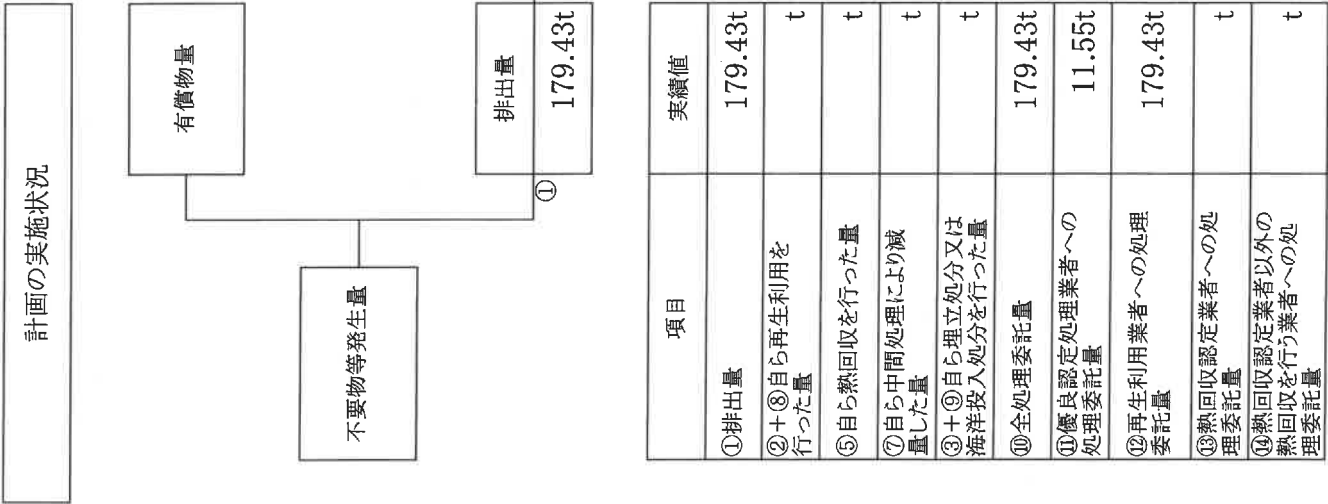 計画の実施状況
有償物量
不要物等発生量
排出量
①
179.43t
項目
実績値
①排出量
179.43t
②+⑧自ら再生利用を
行った量
t
⑤自ら熱回収を行った量
t
⑦自ら中間処理により減
量した量
t
③+⑨自ら埋立処分又は
海洋投入処分を行った量
t
⑩全処理委託量
179.43t
⑪優良認定処理業者への
処理委託量
11.55t
⑫再生利用業者への処理
委託量
179.43t
⑬熱回収認定業者への処
理委託量
t
⑭熱回収認定業者以外の
熱回収を行う業者への処
理委託量
t